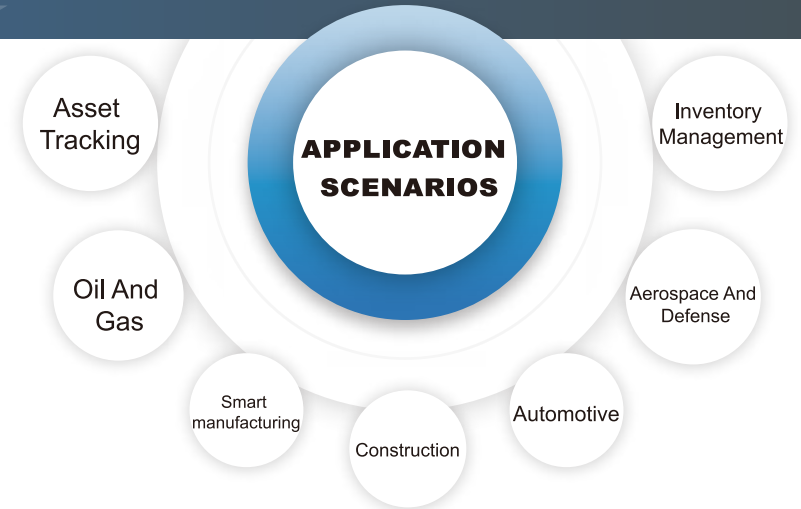 APPLICATION
SCENARIOS
Asset
Tracking
Oil And
Gas
Smart
manufacturing
Construction
Automotive
Aerospace And
Defense
Inventory
Management